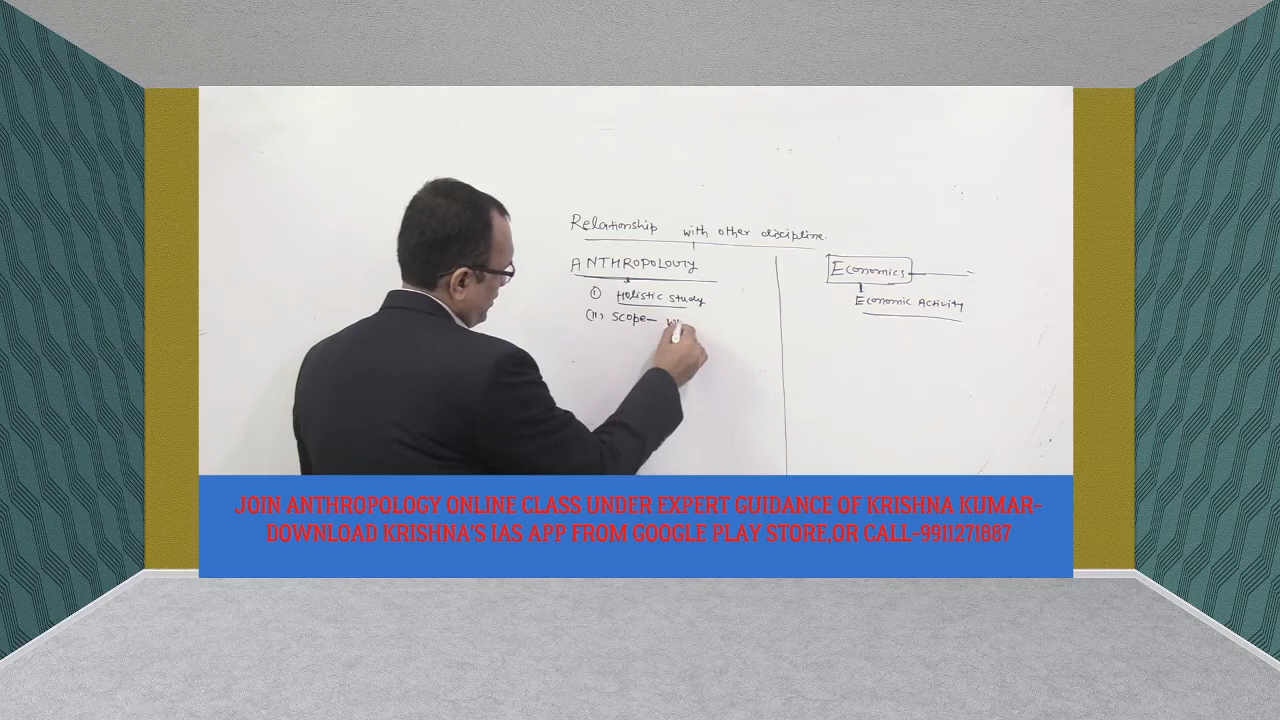 Relationship with other discipline.
ANTHROPOLOUTY
(i) Holistic study
(ii) Scope–
Economics
Economic Activity
JOIN ANTHROPOLOGY ONLINE CLASS UNDER EXPERT GUIDANCE OF KRISHNA KUMAR-
DOWNLOAD KRISHNA'S IAS APP FROM GOOGLE PLAY STORE,OR CALL-9911271887